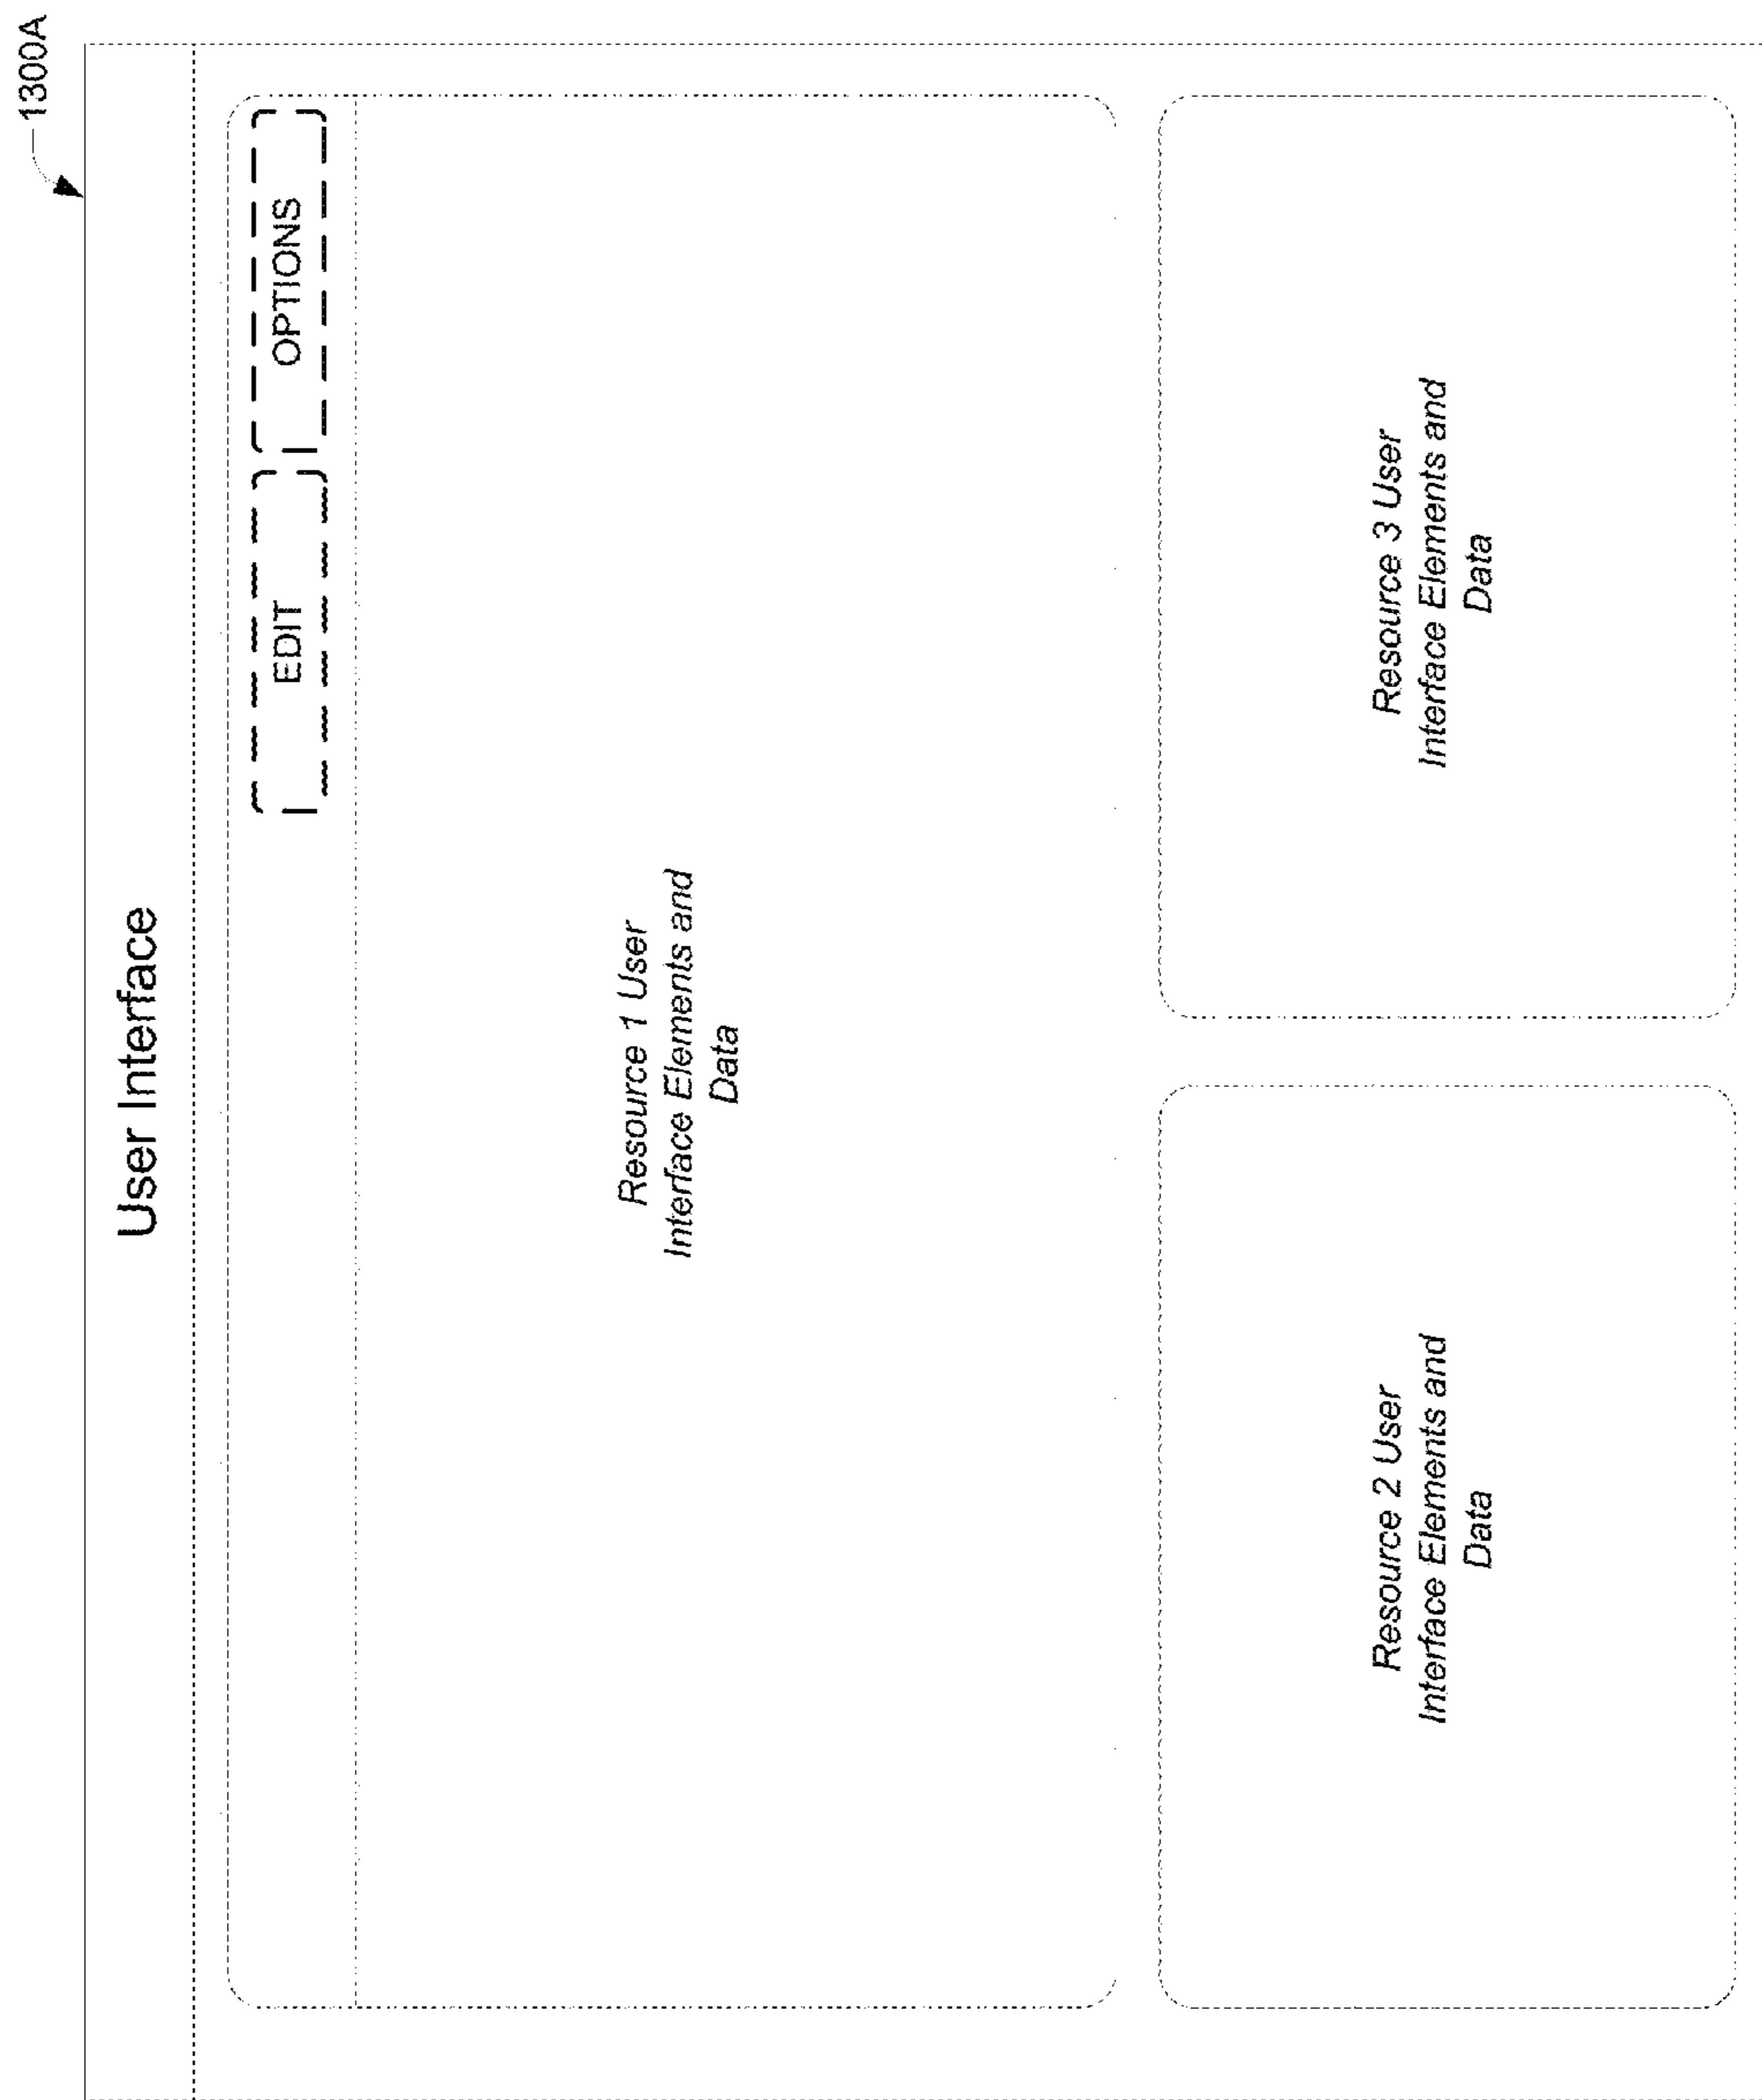 1300A
User Interface
EDIT
OPTIONS
Resource 1 User
Interface Elements and
Data
Resource 2 User
Interface Elements and
Data
Resource 3 User
Interface Elements and
Data